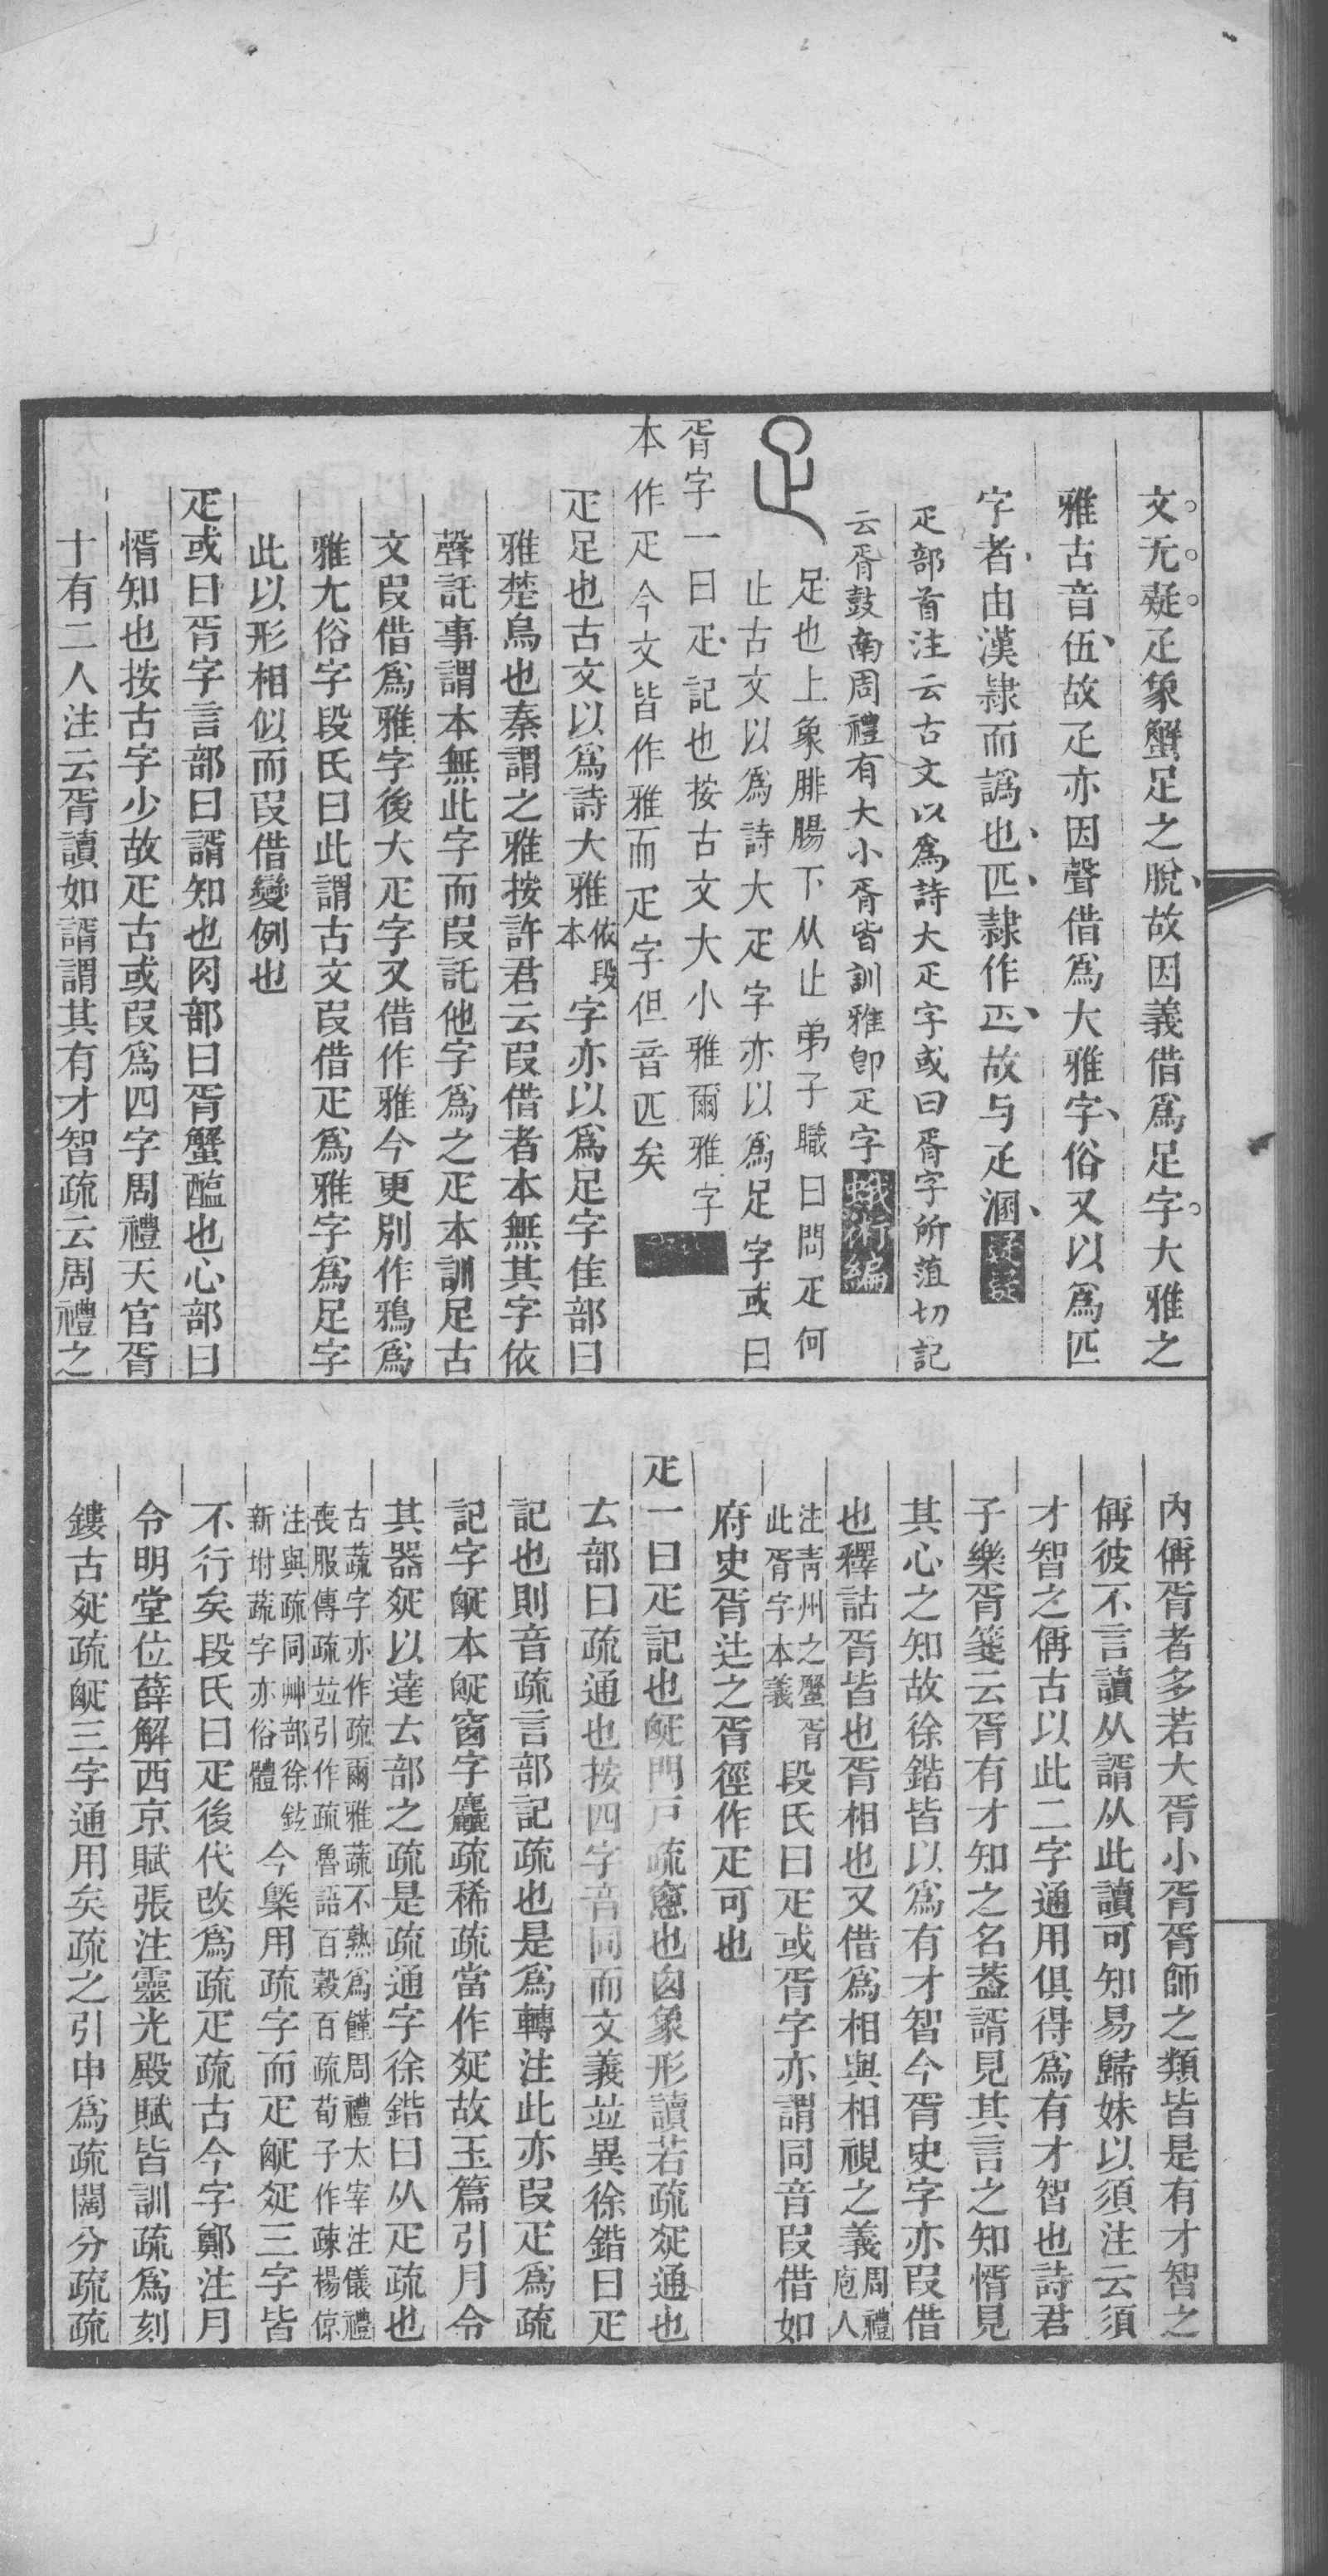 文无疑疋象蟹足之脫故因義借爲足字大雅之
雅古音伍故疋亦因聲借爲大雅字俗又以爲匹
字者由漢隸而譌也匹隸作𤴓故与疋溷
疋部首注云古文以爲詩大疋字或曰胥字所菹切記
云胥鼓南周禮有大小胥皆訓雅卽疋字蛾術編
足也上象腓腸下从止弟子職曰問疋何
止古文以爲詩大疋字亦以爲足字或曰
胥字一曰疋記也按古文大小雅爾雅字
本作疋今文皆作雅而疋字但音匹矣
疋足也古文以爲詩大雅依段本字亦以爲足字隹部曰
雅楚鳥也秦謂之雅按許君云叚借者本無其字依
聲託事謂本無此字而叚託他字爲之疋本訓足古
文叚借爲雅字後大疋字又借作雅今更別作鴉爲
雅尤俗字段氏曰此謂古文叚借疋爲雅字爲足字
此以形相似而叚借變例也
疋或曰胥字言部曰諝知也肉部曰胥蟹醢也心部曰
惰知也按古字少故疋古或叚爲四字周禮天官胥
十有二人注云胥讀如諝謂其有才智疏云周禮之
內偁胥者多若大胥小胥胥師之類皆是有才智之
偁彼不言讀从諝从此讀可知易歸妹以須注云須
才智之偁古以此二字通用俱得爲有才智也詩君
子樂胥箋云胥有才知之名葢諝見其言之知惰見
其心之知故徐鍇皆以爲有才智今胥史字亦叚借
也釋詁胥皆也胥相也又借爲相與相視之義周禮庖人
注靑州之蟹胥此胥字本義段氏曰疋或胥字亦謂同音叚借如
府史胥辻之胥徑作疋可也
疋一曰疋記也𤕟門戸疏窻也囪象形讀若疏𤕠通也
𠫓部曰疏通也按四字音同而文義竝異徐鍇曰疋
記也則音疏言部記疏也是爲轉注此亦叚疋爲疏
記字𤕟本𤕟窗字麤疏稀疏當作𤕠故玉篇引月令
其器𤕠以達𠫓部之疏是疏通字徐鍇曰从疋疏也
古蔬字亦作疏爾雅蔬不熟爲饉周禮大宰注儀禮
喪服傳疏竝引作疏魯語百穀百疏荀子作疎楊倞
注與疏同艸部徐鉉新坿蔬字亦俗體今槩用疏字而疋𤕟𤕠三字皆
不行矣段氏曰疋後代改爲疏疋疏古今字鄭注月
令明堂位薛解西京賦張注靈光殿賦皆訓疏爲刻
鏤古𤕠疏𤕟三字通用矣疏之引申爲疏闊分疏疏